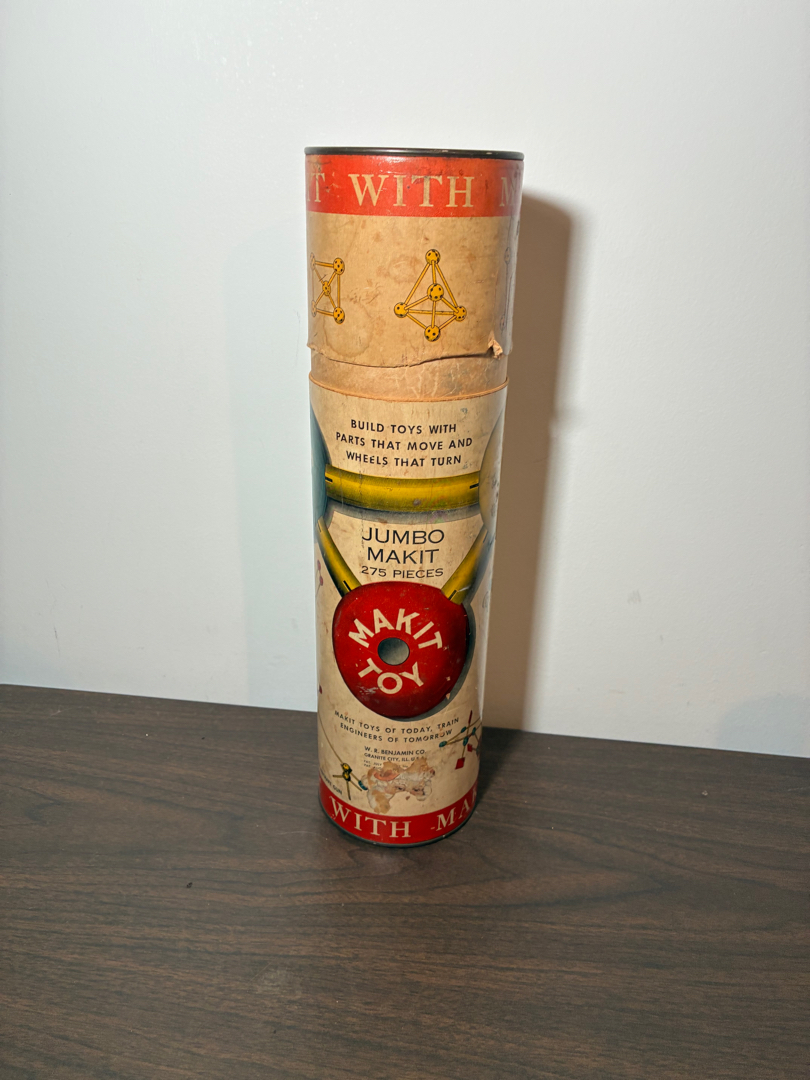 T WITH M
BUILD TOYS WITH
PARTS THAT MOVE AND
WHEELS THAT TURN
JUMBO
MAKIT
275 PIECES
MAKIT
TOY
MAKIT TOYS OF TODAY, TRAIN
ENGINEERS OF TOMORROW
W. R. BENJAMIN CO.
GRANITE CITY, ILL. U.S.A.
WITH MA